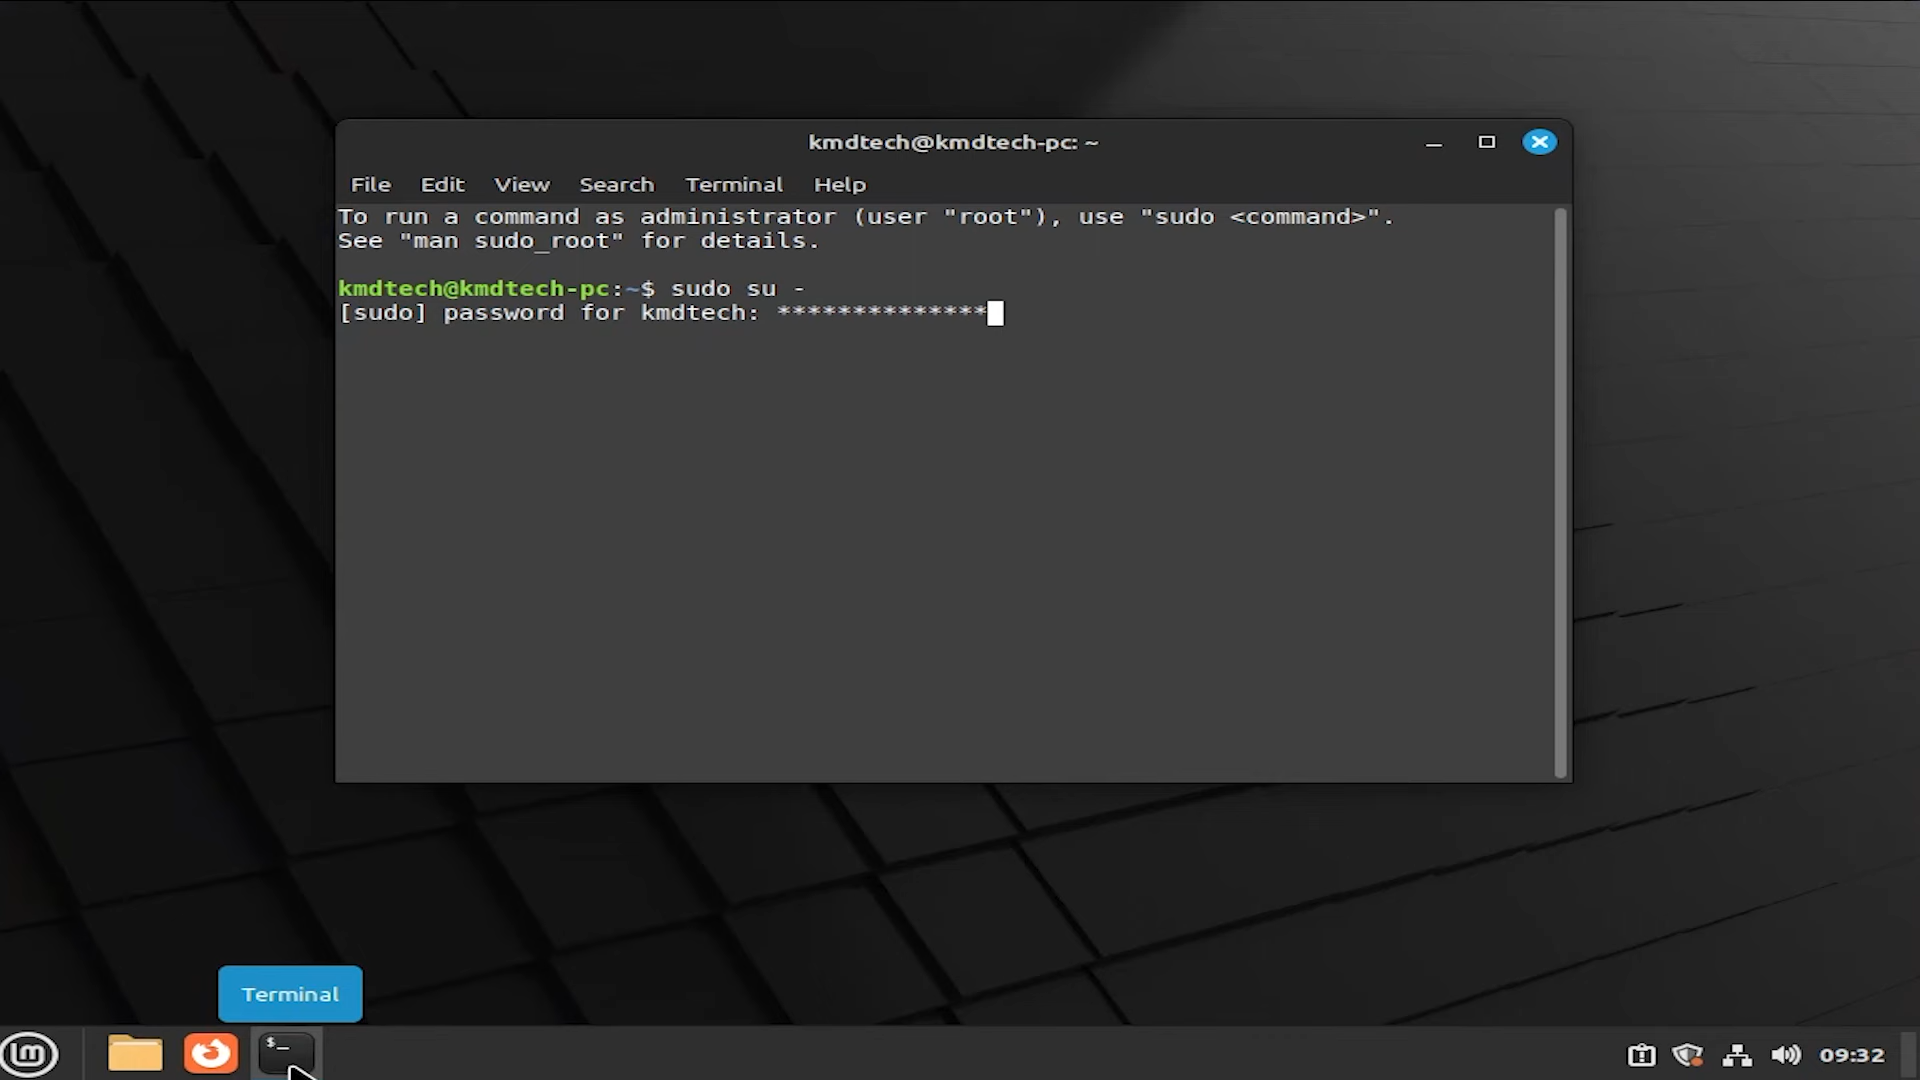 kmdtech@kmdtech-pc: ~
File Edit View Search Terminal Help
To run a command as administrator (user "root"), use "sudo <command>".
See "man sudo_root" for details.
kmdtech@kmdtech-pc:~$ sudo su -
[sudo] password for kmdtech: **************
Terminal
$_
09:32